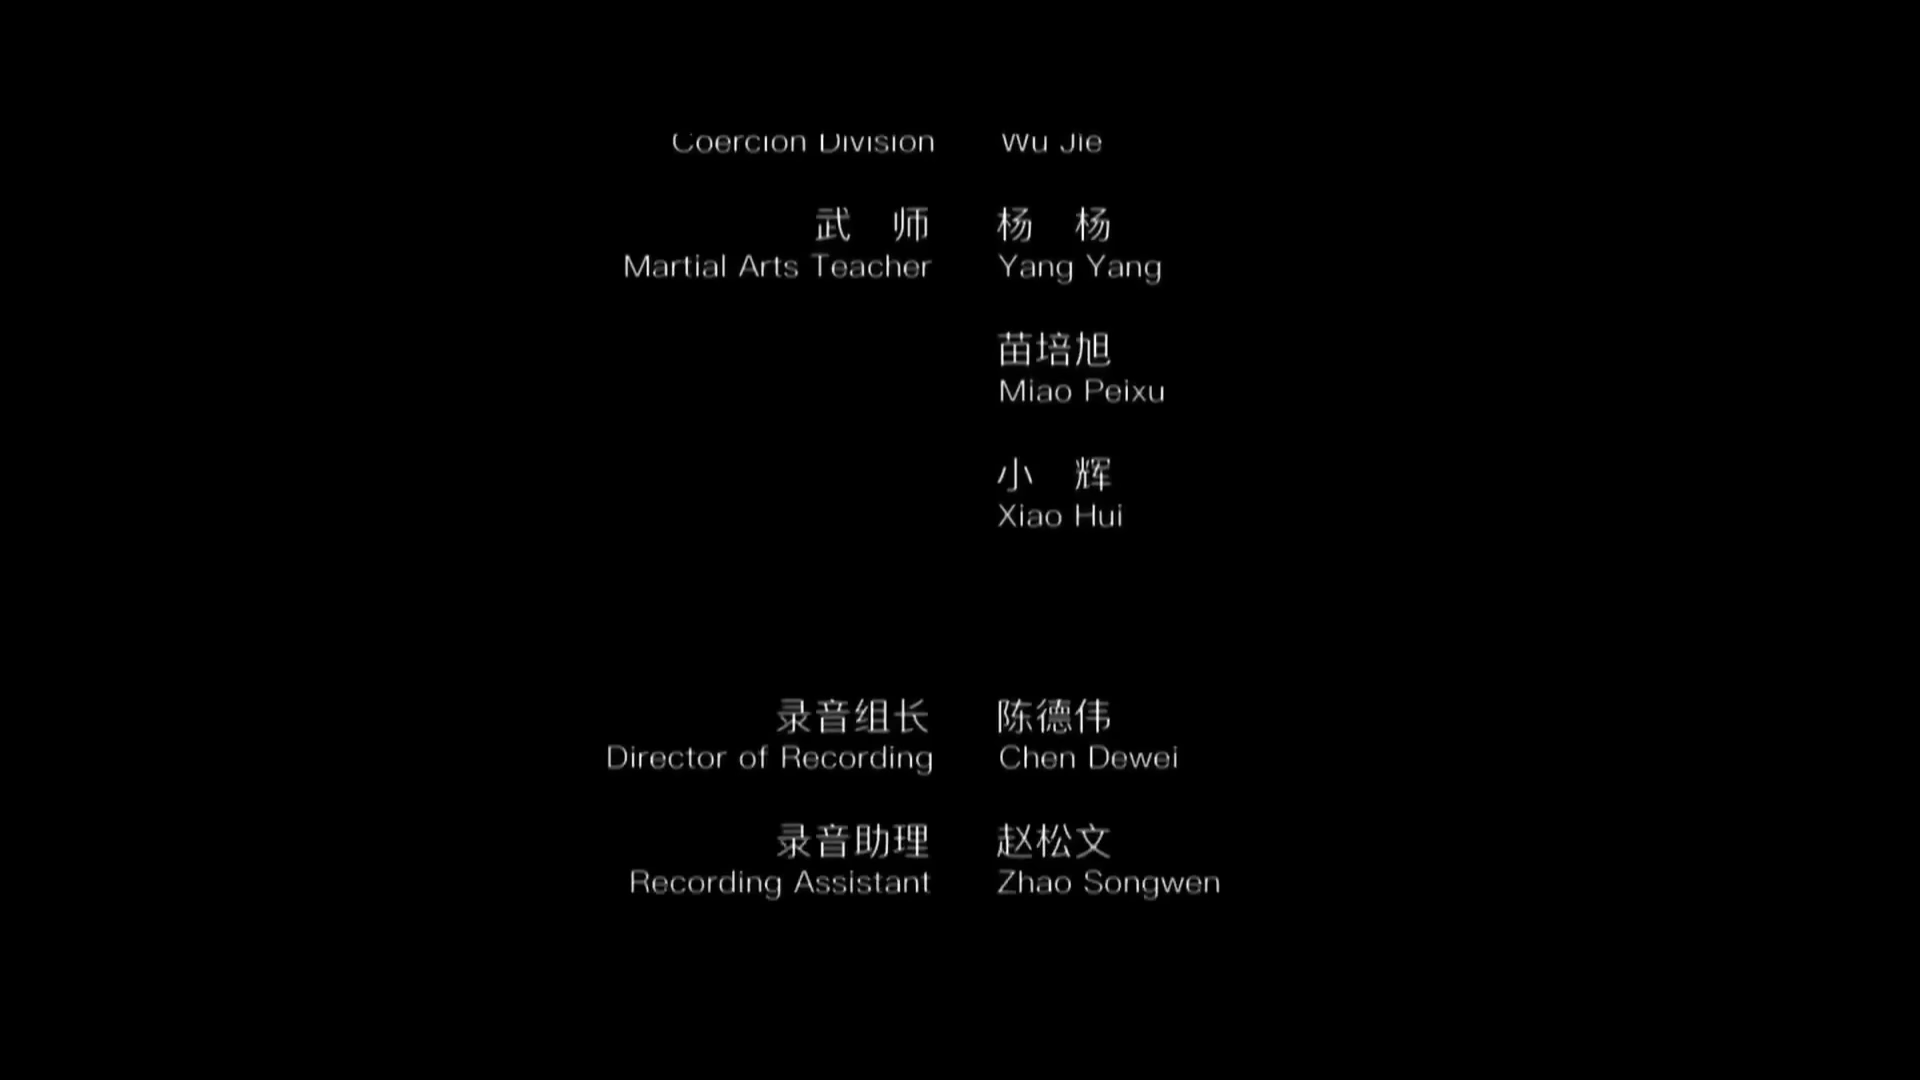 Coercion Division Wu Jie
武 师 杨 杨
Martial Arts Teacher Yang Yang
苗培旭
Miao Peixu
小 辉
Xiao Hui
录音组长 陈德伟
Director of Recording Chen Dewei
录音助理 赵松文
Recording Assistant Zhao Songwen